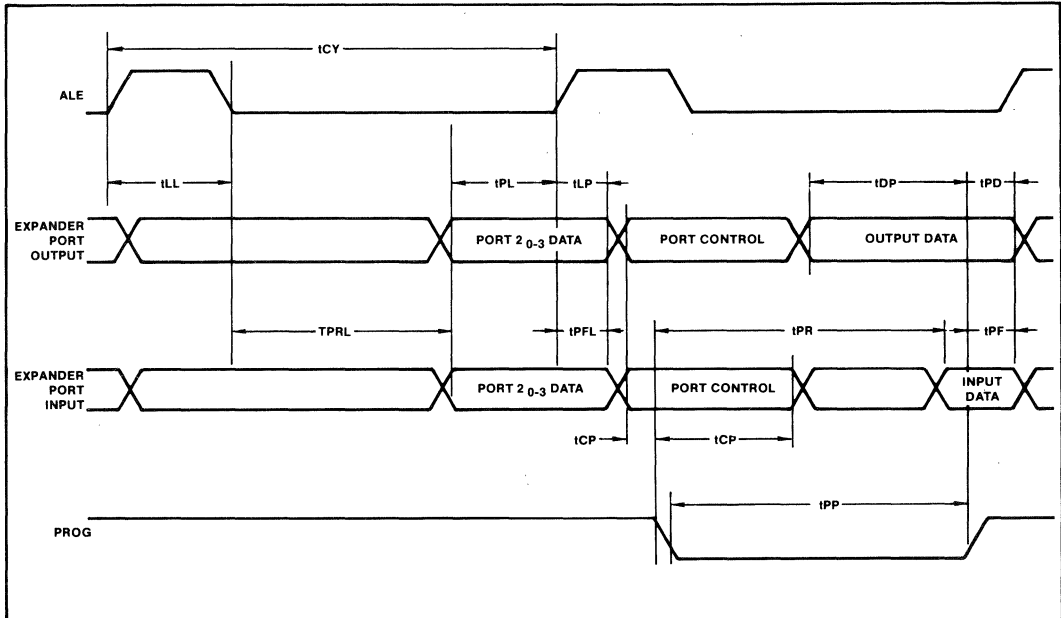 tCY
ALE
tLL
tPL
tLP
tDP
tPD
EXPANDER
PORT
OUTPUT
PORT 2 0-3 DATA
PORT CONTROL
OUTPUT DATA
TPRL
tPFL
tPR
tPF
EXPANDER
PORT
INPUT
PORT 2 0-3 DATA
PORT CONTROL
INPUT
DATA
tCP
tCP
tPP
PROG